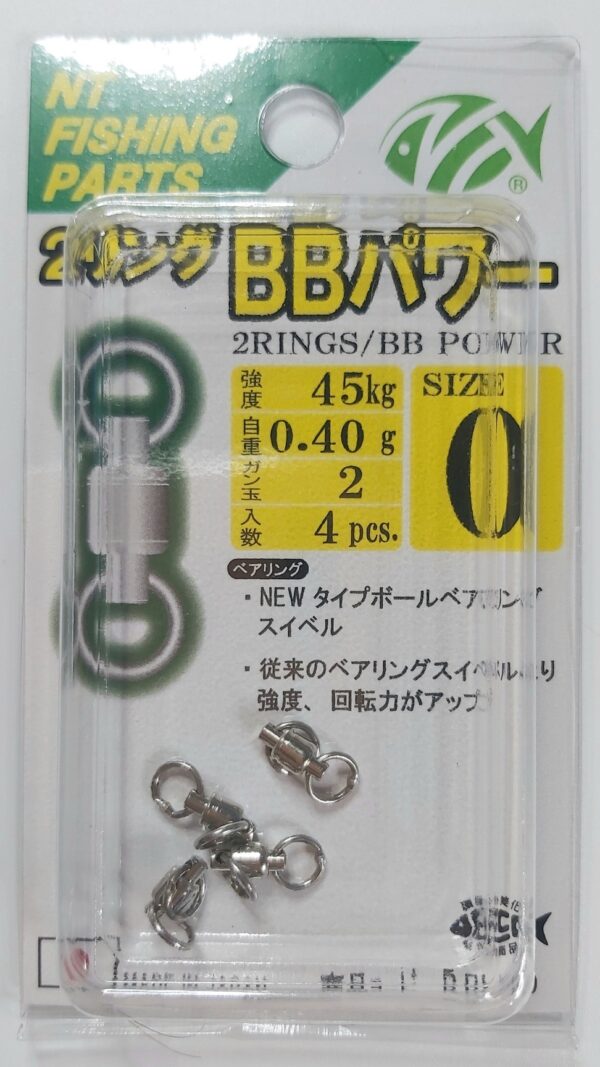 NT
FISHING
PARTS
®
2リング BBパワー
2RINGS/BB POWER
強度 45kg
自重 0.40 g
ガン玉 2
入数 4 pcs.
SIZE
0
ベアリング
・NEWタイプボールベアリング
スイベル
・従来のベアリングスイベルより
強度、回転力がアップ